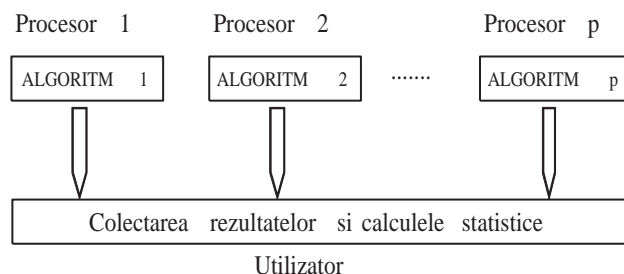 Procesor 1 Procesor 2 Procesor p
ALGORITM 1 ALGORITM 2 ....... ALGORITM p
Colectarea rezultatelor si calculele statistice
Utilizator